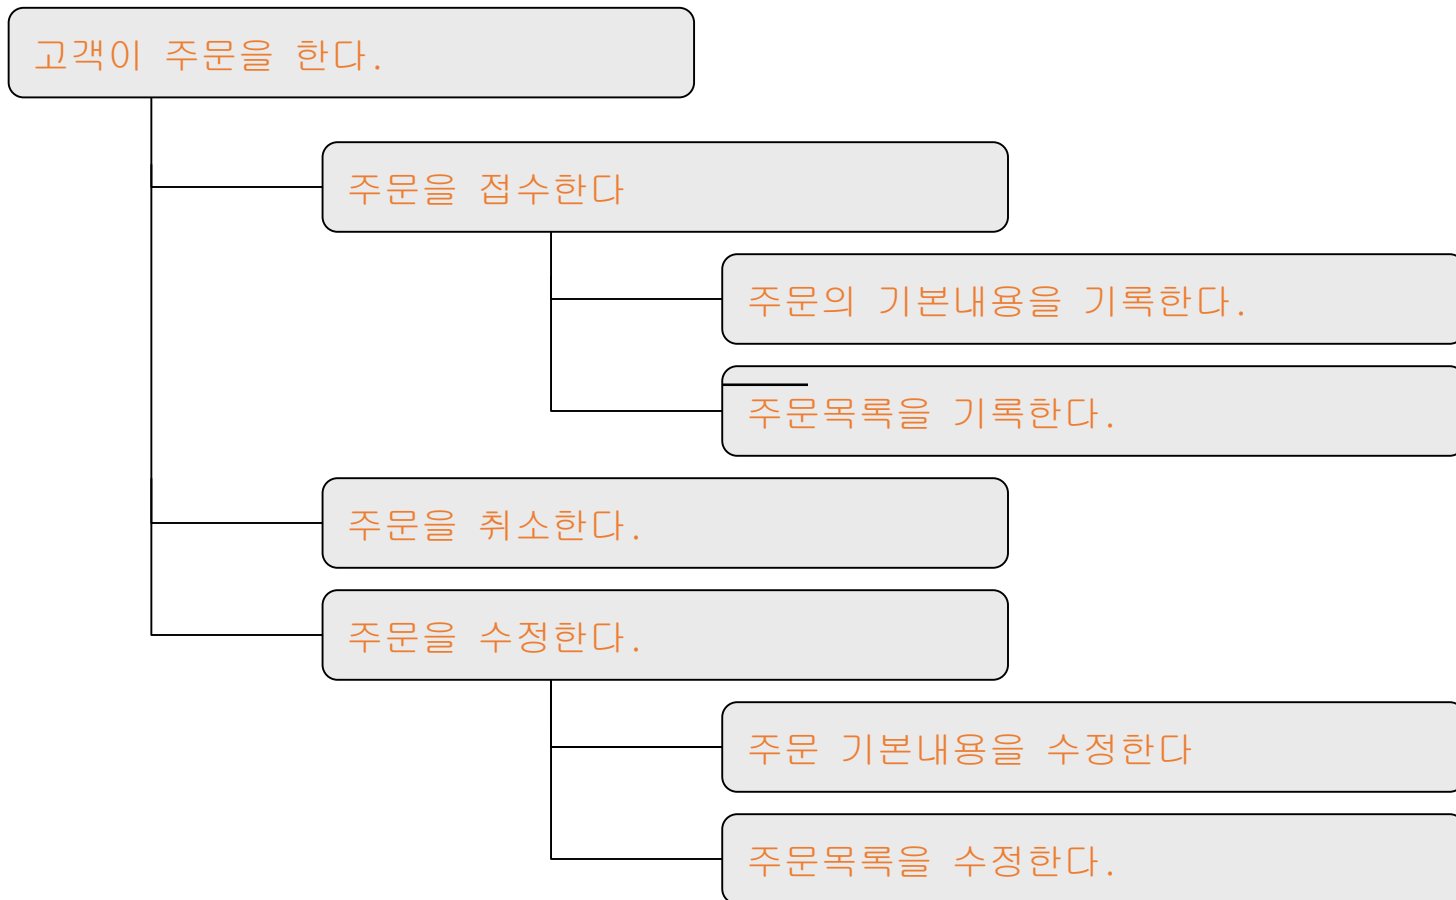 고객이 주문을 한다.
주문을 접수한다
주문의 기본내용을 기록한다.
주문목록을 기록한다.
주문을 취소한다.
주문을 수정한다.
주문 기본내용을 수정한다
주문목록을 수정한다.